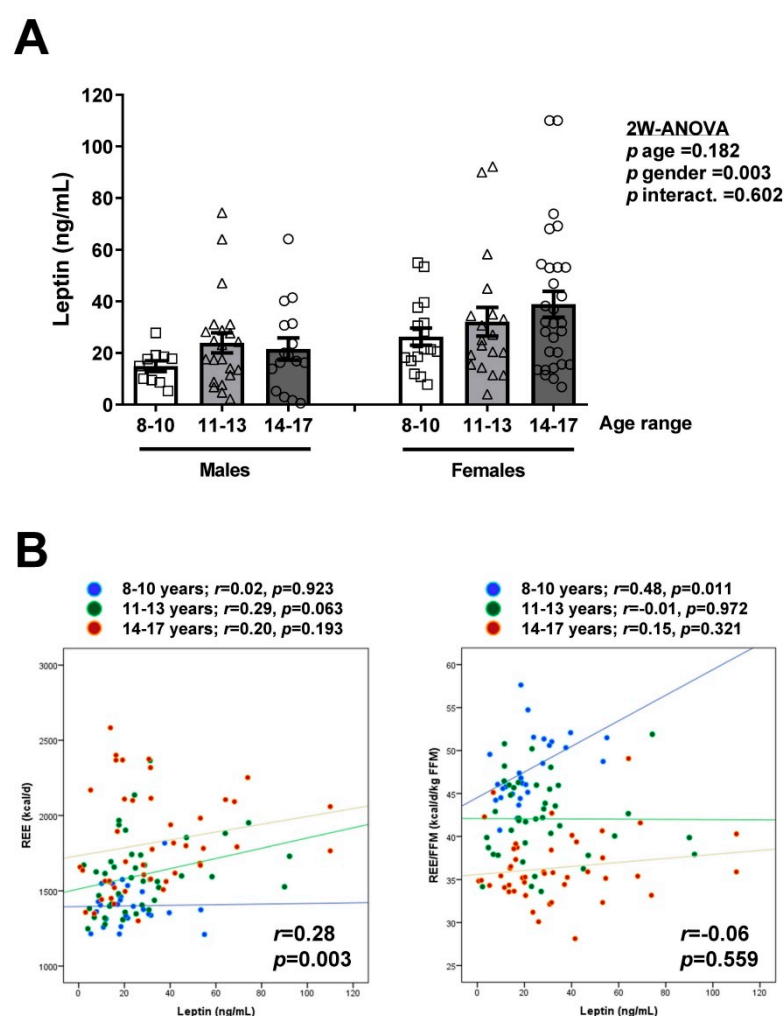 A
120
100
80
60
40
20
0
Leptin (ng/mL)
2W-ANOVA
p age =0.182
p gender =0.003
p interact. =0.602
8-10 11-13 14-17 8-10 11-13 14-17 Age range
Males Females
B
8-10 years; r=0.02, p=0.923
11-13 years; r=0.29, p=0.063
14-17 years; r=0.20, p=0.193
3000
2500
2000
1500
1000
REE (kcal/d)
r=0.28
p=0.003
0 20 40 60 80 100 120
Leptin (ng/mL)
8-10 years; r=0.48, p=0.011
11-13 years; r=-0.01, p=0.972
14-17 years; r=0.15, p=0.321
60
55
50
45
40
35
30
25
REE/FFM (kcal/d/kg FFM)
r=-0.06
p=0.559
0 20 40 60 80 100 120
Leptin (ng/mL)